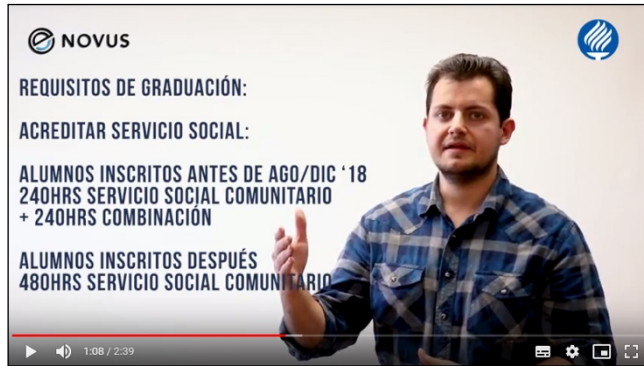 NOVUS
REQUISITOS DE GRADUACIÓN:
ACREDITAR SERVICIO SOCIAL:
ALUMNOS INSCRITOS ANTES DE AGO/DIC ‘18
240HRS SERVICIO SOCIAL COMUNITARIO
+ 240HRS COMBINACIÓN
ALUMNOS INSCRITOS DESPUÉS
480HRS SERVICIO SOCIAL COMUNITARIO
1:08 / 2:39